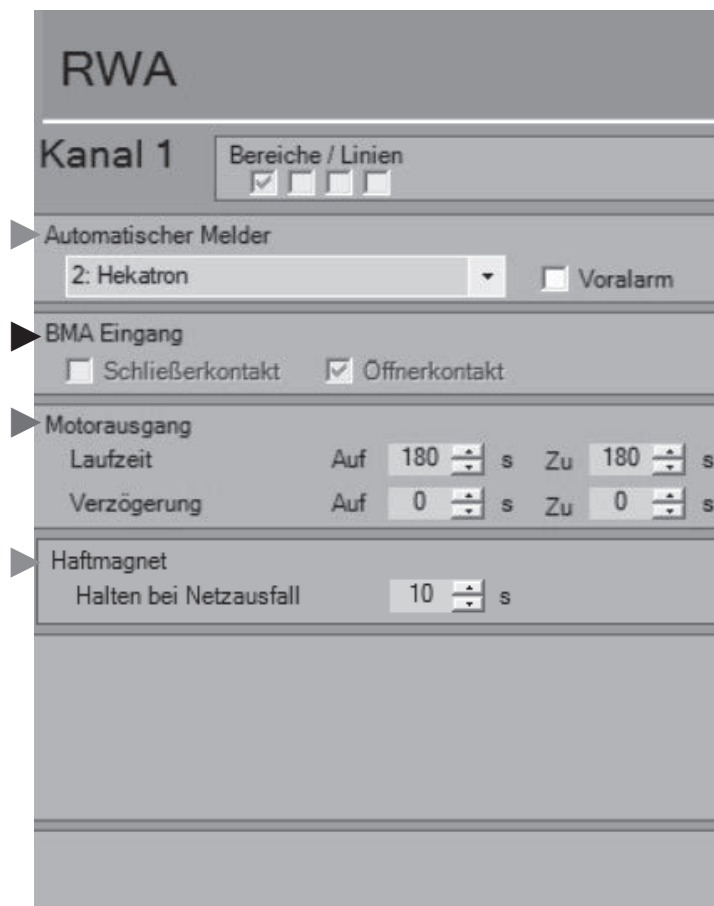 RWA
Kanal 1
Bereiche / Linien
Automatischer Melder
2: Hekatron
Voralarm
BMA Eingang
Schließerkontakt Öffnerkontakt
Motorausgang
Laufzeit Auf 180 s Zu 180 s
Verzögerung Auf 0 s Zu 0 s
Haftmagnet
Halten bei Netzausfall 10 s